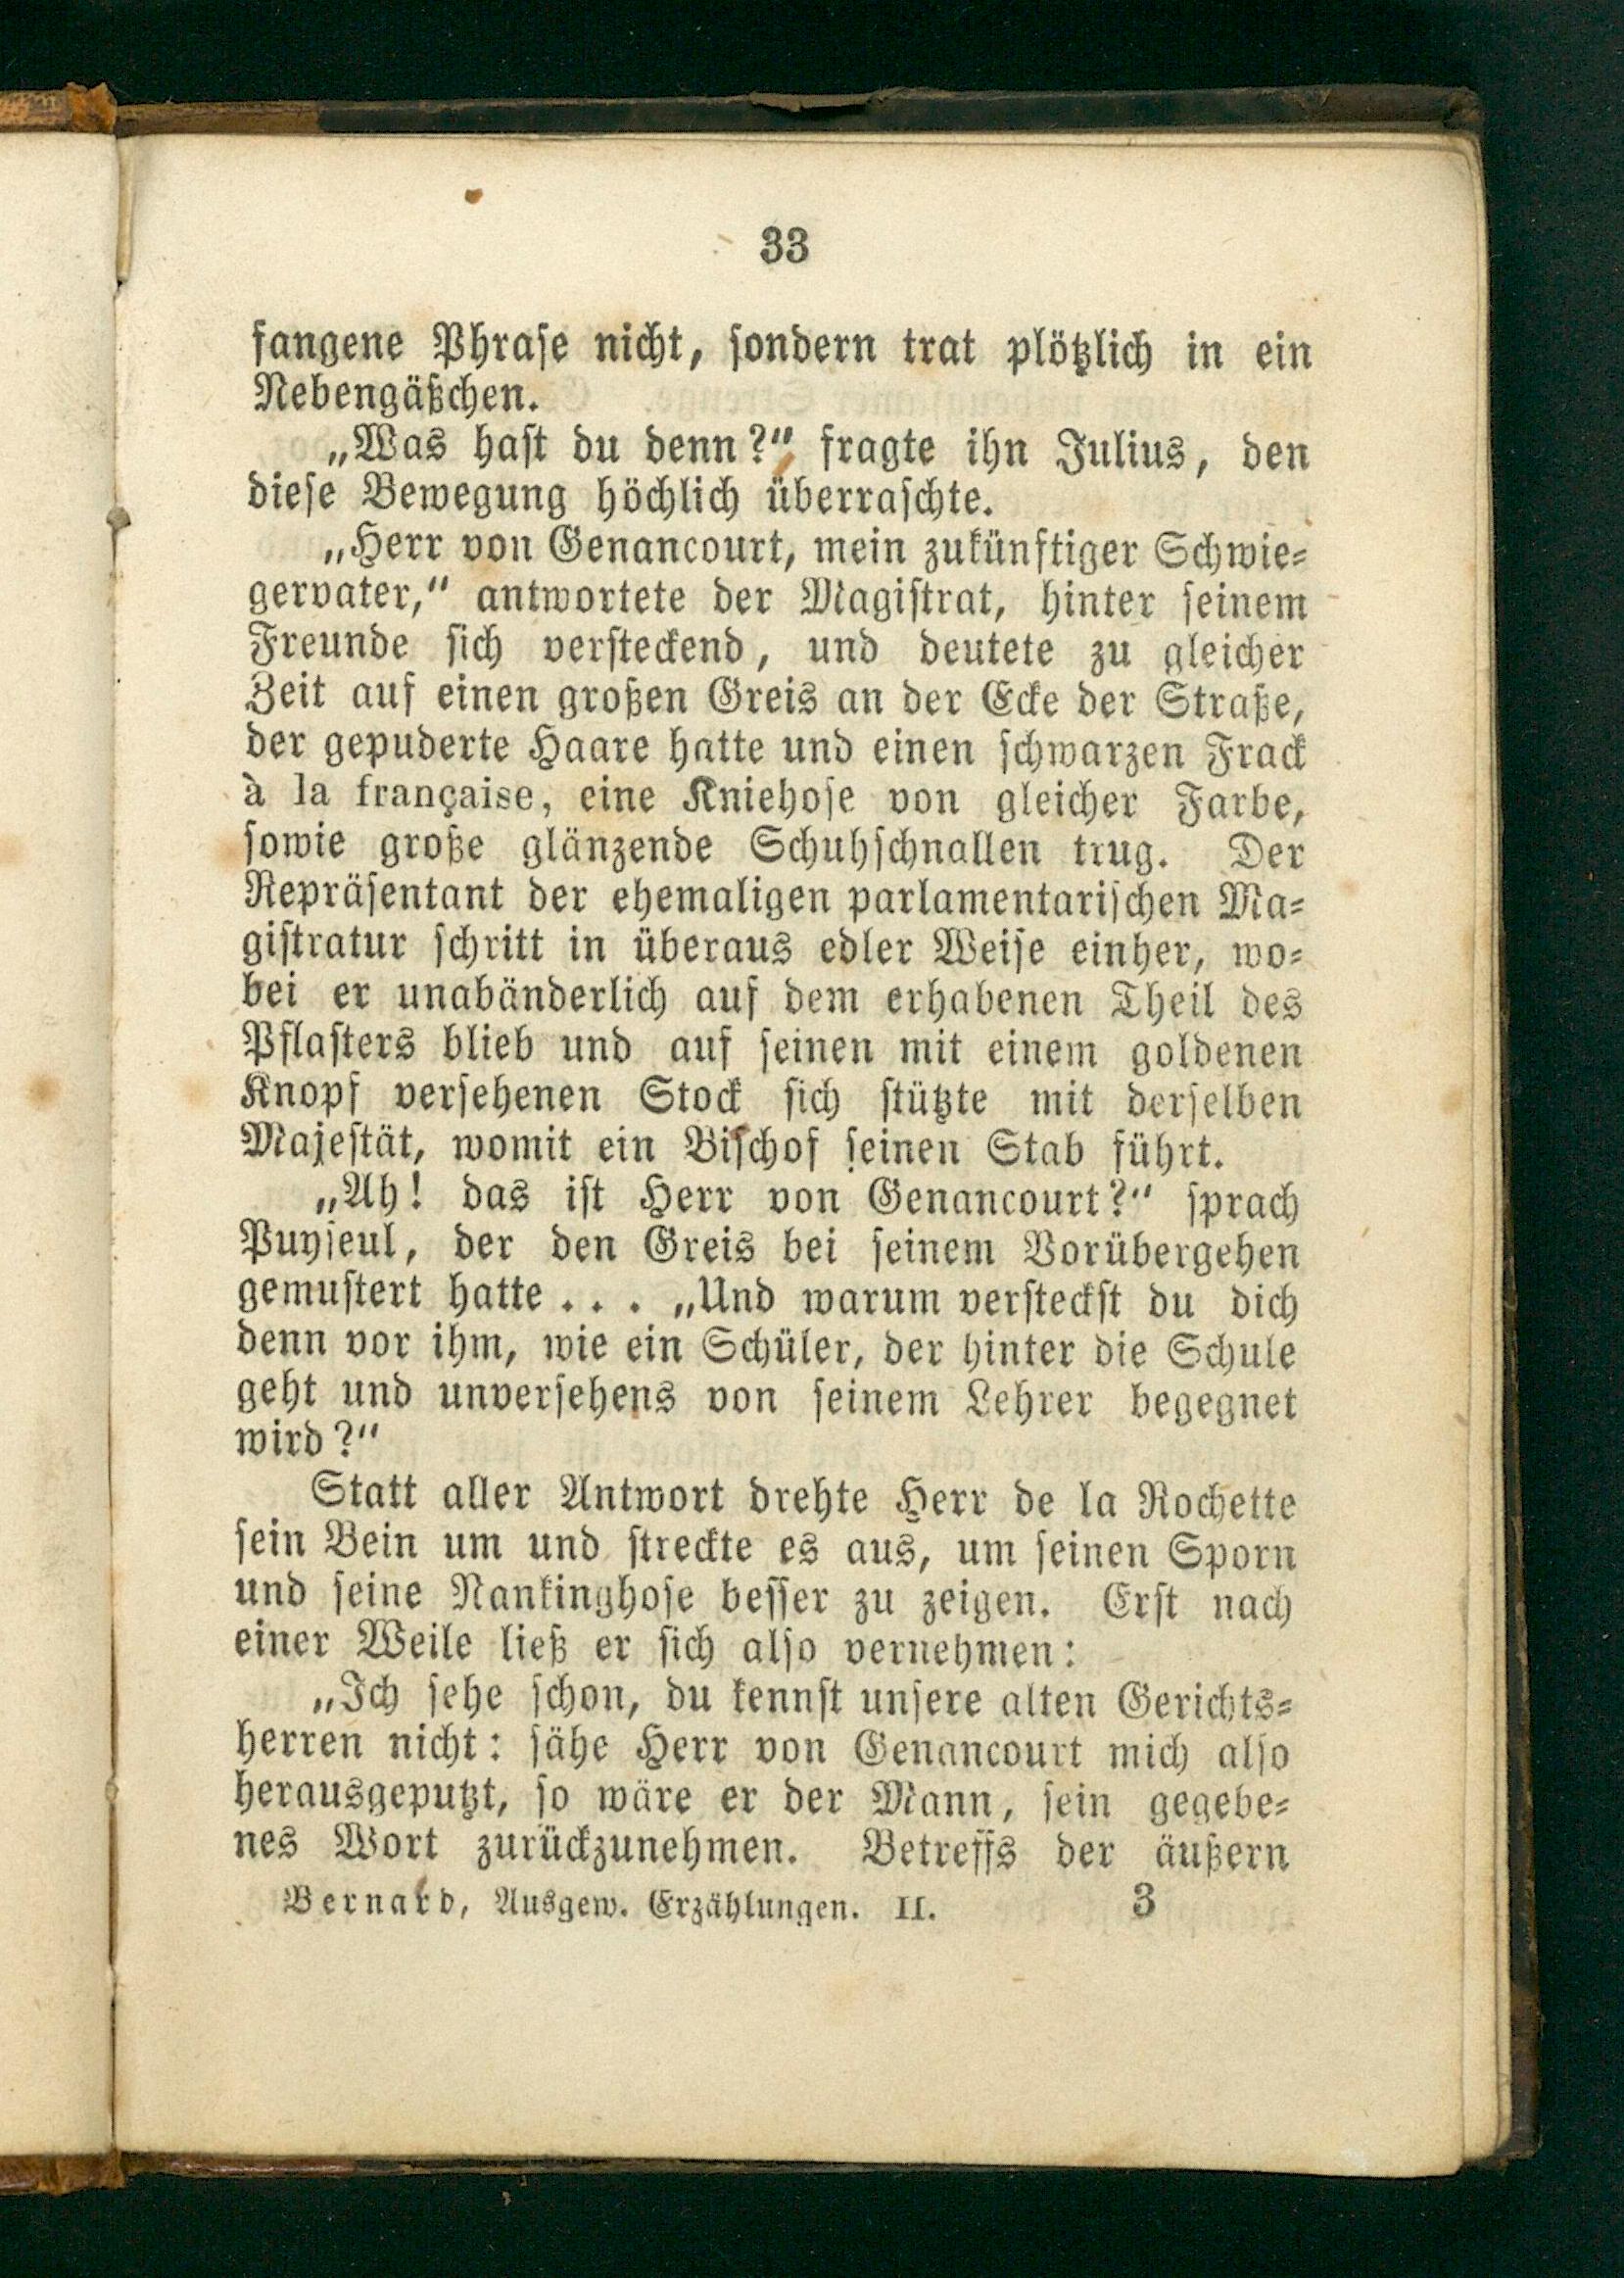 33
fangene Phrase nicht, sondern trat plötzlich in ein
Nebengäßchen.
„Was hast du denn?“ fragte ihn Julius, den
diese Bewegung höchlich überraschte.
„Herr von Genancourt, mein zukünftiger Schwie-
gervater,“ antwortete der Magistrat, hinter seinem
Freunde sich versteckend, und deutete zu gleicher
Zeit auf einen großen Greis an der Ecke der Straße,
der gepuderte Haare hatte und einen schwarzen Frack
à la française, eine Kniehose von gleicher Farbe,
sowie große glänzende Schuhschnallen trug. Der
Repräsentant der ehemaligen parlamentarischen Ma-
gistratur schritt in überaus edler Weise einher, wo-
bei er unabänderlich auf dem erhabenen Theil des
Pflasters blieb und auf seinen mit einem goldenen
Knopf versehenen Stock sich stützte mit derselben
Majestät, womit ein Bischof seinen Stab führt.
„Ah! das ist Herr von Genancourt?“ sprach
Puyseul, der den Greis bei seinem Vorübergehen
gemustert hatte . . . „Und warum versteckst du dich
denn vor ihm, wie ein Schüler, der hinter die Schule
geht und unversehens von seinem Lehrer begegnet
wird?“
Statt aller Antwort drehte Herr de la Rochette
sein Bein um und streckte es aus, um seinen Sporn
und seine Nankinghose besser zu zeigen. Erst nach
einer Weile ließ er sich also vernehmen:
„Ich sehe schon, du kennst unsere alten Gerichts-
herren nicht: sähe Herr von Genancourt mich also
herausgeputzt, so wäre er der Mann, sein gegebe-
nes Wort zurückzunehmen. Betreffs der äußern
Bernard, Ausgew. Erzählungen. II. 3